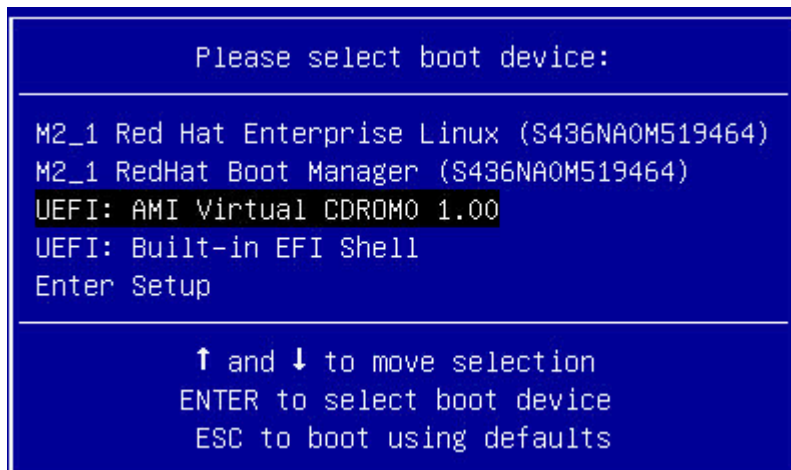 Please select boot device:
M2_1 Red Hat Enterprise Linux (S436NA0M519464)
M2_1 RedHat Boot Manager (S436NA0M519464)
UEFI: AMI Virtual CDROM0 1.00
UEFI: Built-in EFI Shell
Enter Setup
↑ and ↓ to move selection
ENTER to select boot device
ESC to boot using defaults